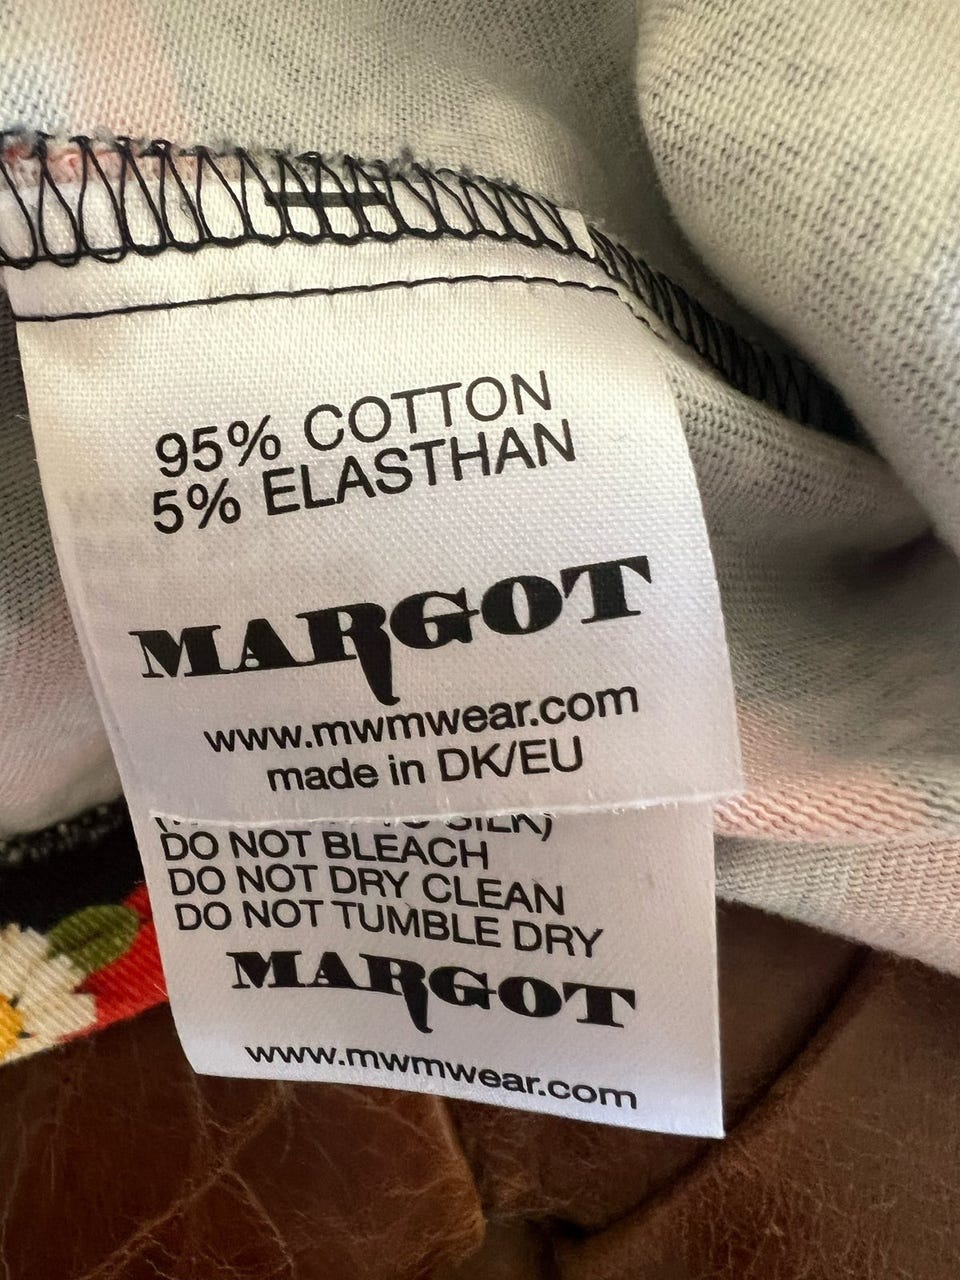 95% COTTON
5% ELASTHAN
MARGOT
www.mwmwear.com
made in DK/EU
SILK)
DO NOT BLEACH
DO NOT DRY CLEAN
DO NOT TUMBLE DRY
MARGOT
www.mwmwear.com